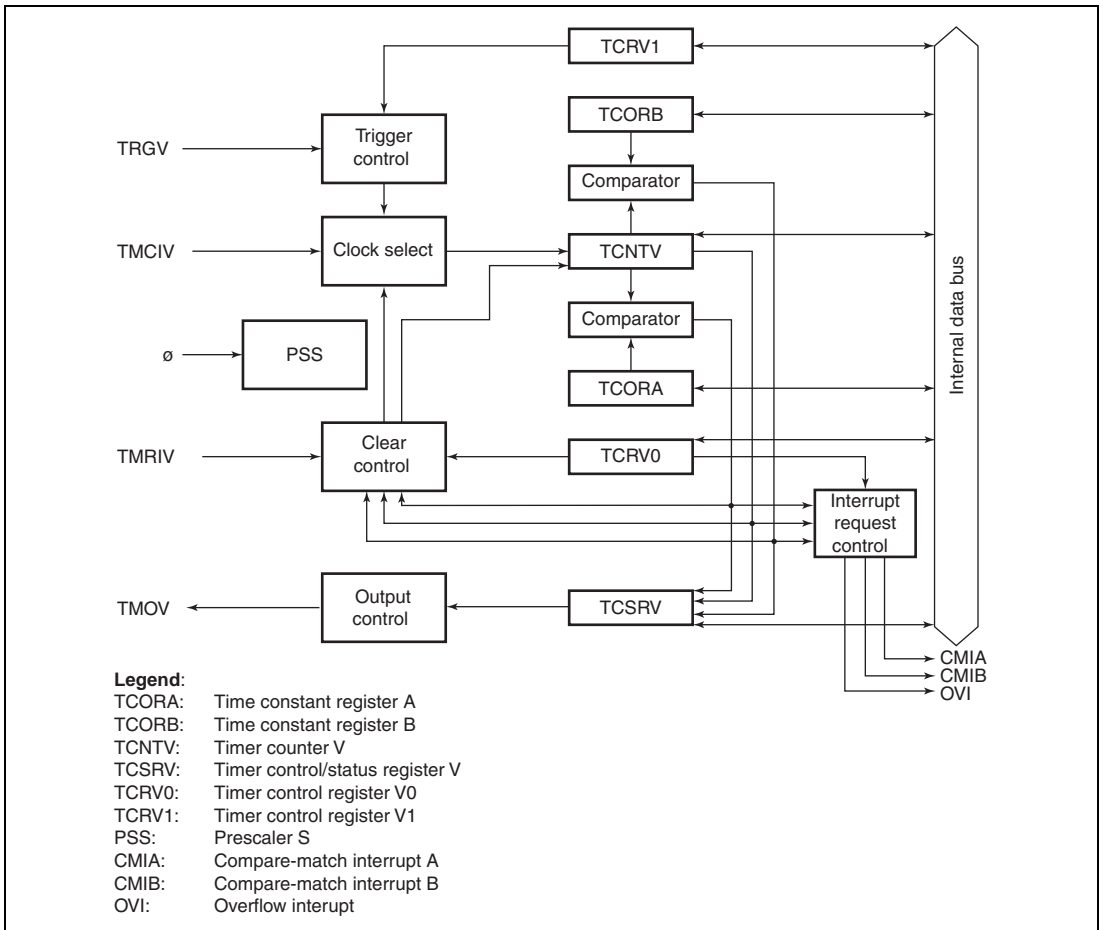 TCRV1
TCORB
Trigger
control
TRGV
Comparator
Clock select
TMCIV
TCNTV
Comparator
ø
PSS
TCORA
Internal data bus
Clear
control
TMRIV
TCRV0
Interrupt
request
control
Output
control
TMOV
TCSRV
CMIA
CMIB
OVI
Legend:
TCORA: Time constant register A
TCORB: Time constant register B
TCNTV: Timer counter V
TCSRV: Timer control/status register V
TCRV0: Timer control register V0
TCRV1: Timer control register V1
PSS: Prescaler S
CMIA: Compare-match interrupt A
CMIB: Compare-match interrupt B
OVI: Overflow interupt